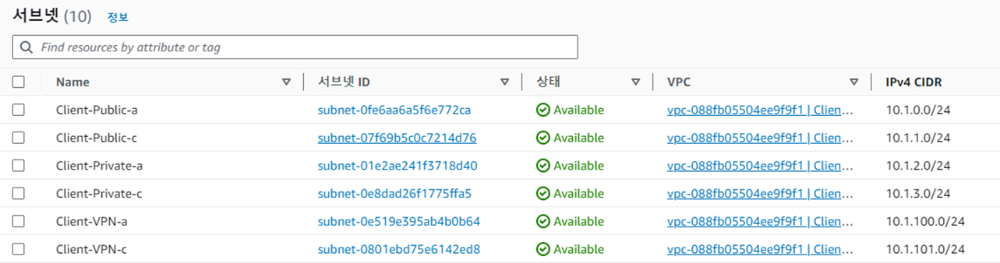 서브넷 (10) 정보
Find resources by attribute or tag
Name 서브넷 ID 상태 VPC IPv4 CIDR
Client-Public-a subnet-0fe6aa6a5f6e772ca Available vpc-088fb05504ee9f9f1 | Clien... 10.1.0.0/24
Client-Public-c subnet-07f69b5c0c7214d76 Available vpc-088fb05504ee9f9f1 | Clien... 10.1.1.0/24
Client-Private-a subnet-01e2ae241f3718d40 Available vpc-088fb05504ee9f9f1 | Clien... 10.1.2.0/24
Client-Private-c subnet-0e8dad26f1775ffa5 Available vpc-088fb05504ee9f9f1 | Clien... 10.1.3.0/24
Client-VPN-a subnet-0e519e395ab4b0b64 Available vpc-088fb05504ee9f9f1 | Clien... 10.1.100.0/24
Client-VPN-c subnet-0801ebd75e6142ed8 Available vpc-088fb05504ee9f9f1 | Clien... 10.1.101.0/24